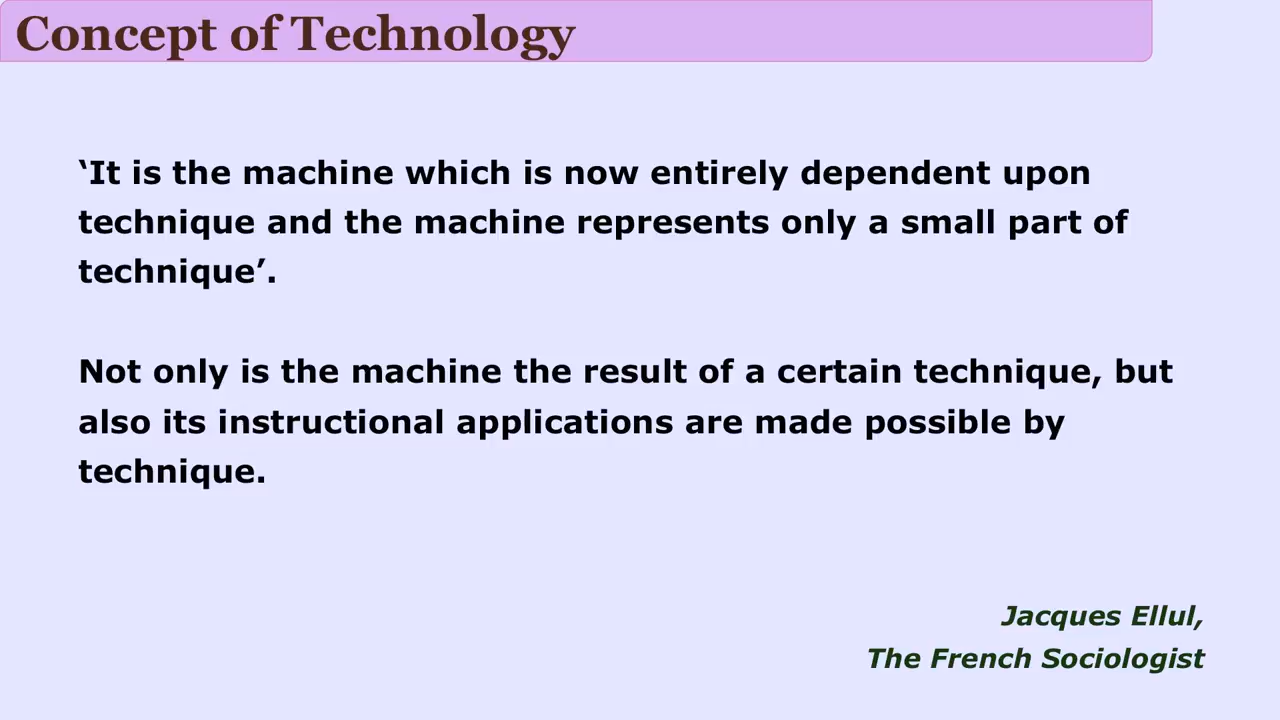 Concept of Technology
‘It is the machine which is now entirely dependent upon
technique and the machine represents only a small part of
technique’.
Not only is the machine the result of a certain technique, but
also its instructional applications are made possible by
technique.
Jacques Ellul,
The French Sociologist